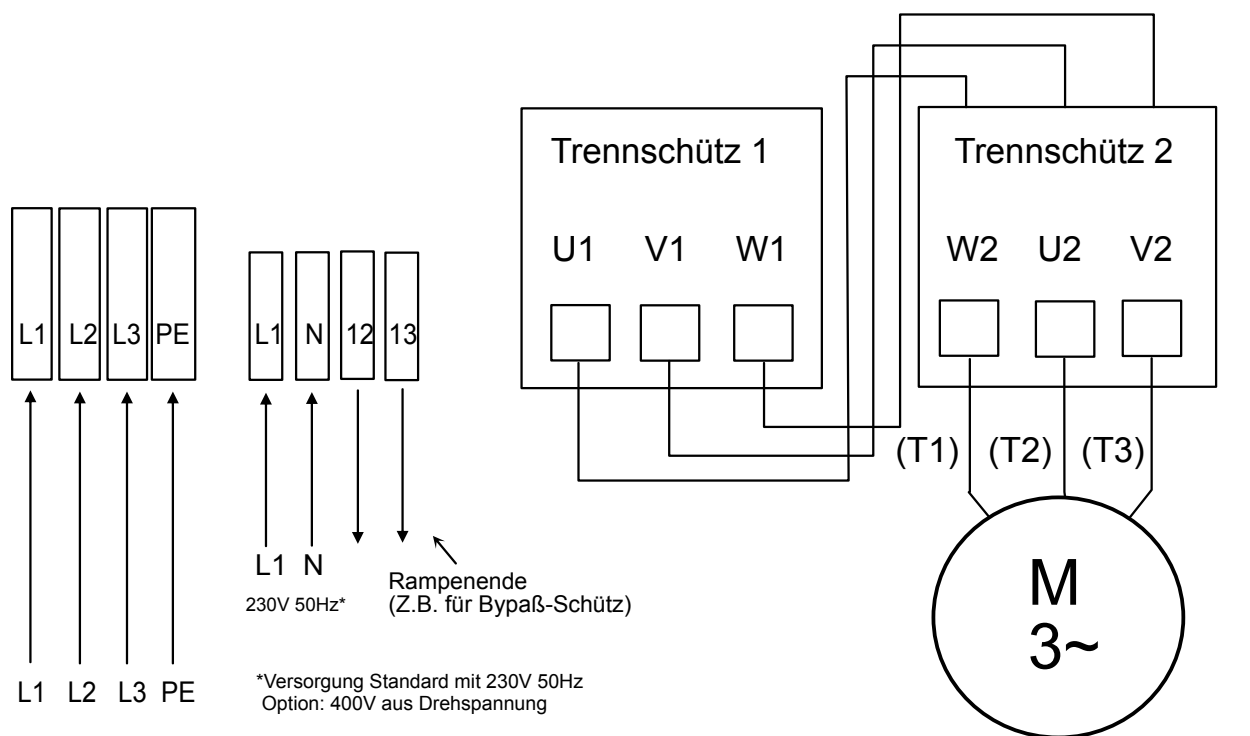 Trennschütz 1
Trennschütz 2
U1 V1 W1
W2 U2 V2
L1 L2 L3 PE
L1 N 12 13
(T1) (T2) (T3)
L1 N
230V 50Hz*
Rampenende
(Z.B. für Bypaß-Schütz)
M
3~
L1 L2 L3 PE
*Versorgung Standard mit 230V 50Hz
Option: 400V aus Drehspannung